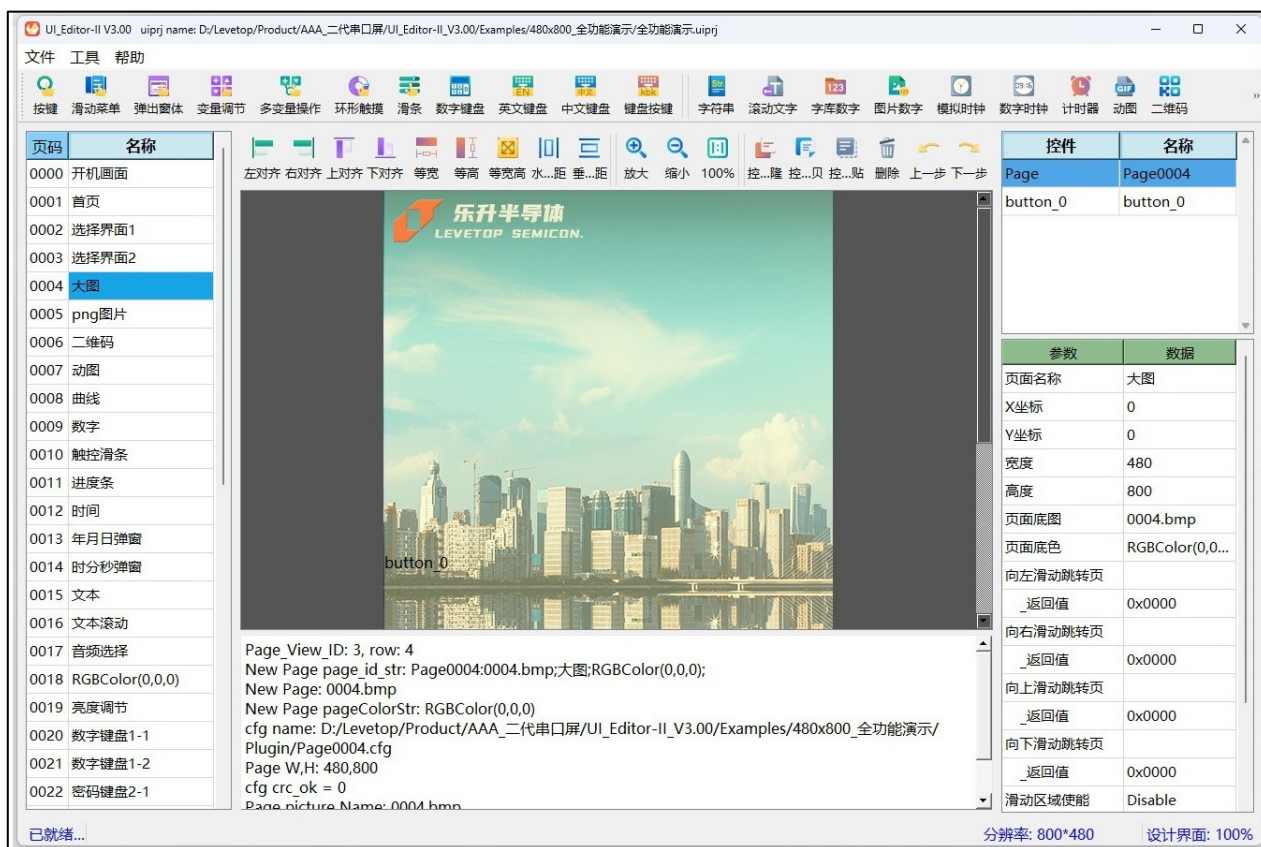 UI_Editor-II V3.00 uiprj name: D:/Levetop/Product/AAA_二代串口屏/UI_Editor-II_V3.00/Examples/480x800_全功能演示/全功能演示.uiprj
文件 工具 帮助
按键 滑动菜单 弹出窗体 变量调节 多变量操作 环形触摸 滑条 数字键盘 英文键盘 中文键盘 键盘按键 字符串 滚动文字 字库数字 图片数字 模拟时钟 数字时钟 计时器 动图 二维码
页码 名称
0000 开机画面
0001 首页
0002 选择界面1
0003 选择界面2
0004 大图
0005 png图片
0006 二维码
0007 动图
0008 曲线
0009 数字
0010 触控滑条
0011 进度条
0012 时间
0013 年月日弹窗
0014 时分秒弹窗
0015 文本
0016 文本滚动
0017 音频选择
0018 RGBColor(0,0,0)
0019 亮度调节
0020 数字键盘1-1
0021 数字键盘1-2
0022 密码键盘2-1
左对齐 右对齐 上对齐 下对齐 等宽 等高 等宽高 水...距 垂...距 放大 缩小 100% 控...隆 控...贝 控...贴 删除 上一步 下一步
乐升半导体
LEVETOP SEMICON.
button_0
Page_View_ID: 3, row: 4
New Page page_id_str: Page0004:0004.bmp;大图;RGBColor(0,0,0);
New Page: 0004.bmp
New Page pageColorStr: RGBColor(0,0,0)
cfg name: D:/Levetop/Product/AAA_二代串口屏/UI_Editor-II_V3.00/Examples/480x800_全功能演示/
Plugin/Page0004.cfg
Page W,H: 480,800
cfg crc_ok = 0
Page picture Name: 0004.bmp
控件 名称
Page Page0004
button_0 button_0
参数 数据
页面名称 大图
X坐标 0
Y坐标 0
宽度 480
高度 800
页面底图 0004.bmp
页面底色 RGBColor(0,0...
向左滑动跳转页
_返回值 0x0000
向右滑动跳转页
_返回值 0x0000
向上滑动跳转页
_返回值 0x0000
向下滑动跳转页
_返回值 0x0000
滑动区域使能 Disable
已就绪... 分辨率: 800*480 设计界面: 100%